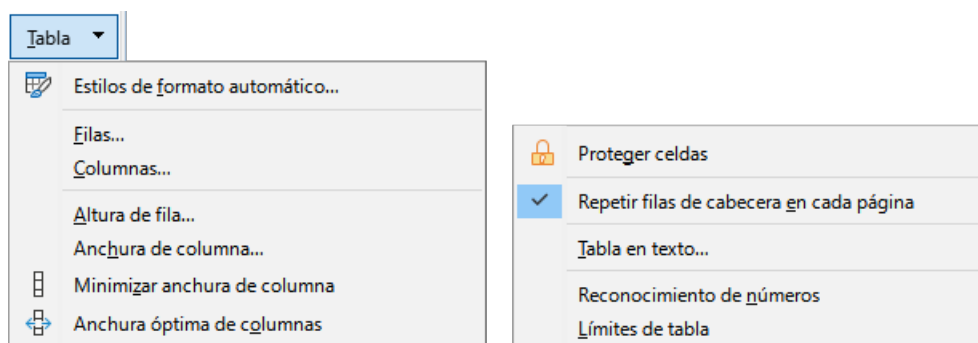 Tabla
Estilos de formato automático...
Filas...
Columnas...
Altura de fila...
Anchura de columna...
Minimizar anchura de columna
Anchura óptima de columnas
Proteger celdas
Repetir filas de cabecera en cada página
Tabla en texto...
Reconocimiento de números
Límites de tabla